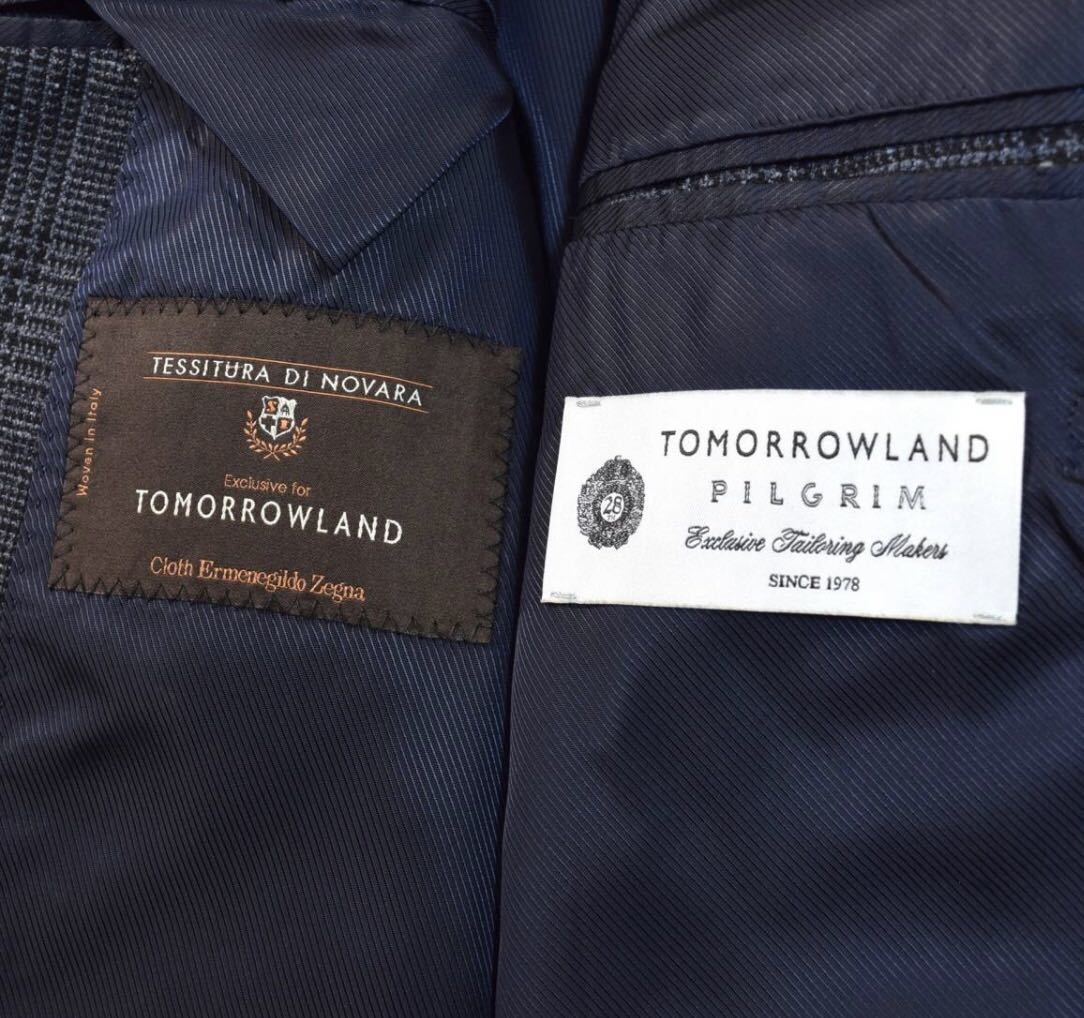 TESSITURA DI NOVARA
Woven in Italy
Exclusive for
TOMORROWLAND
Cloth Ermenegildo Zegna
TOMORROWLAND
PILGRIM
28
Exclusive Tailoring Makers
SINCE 1978